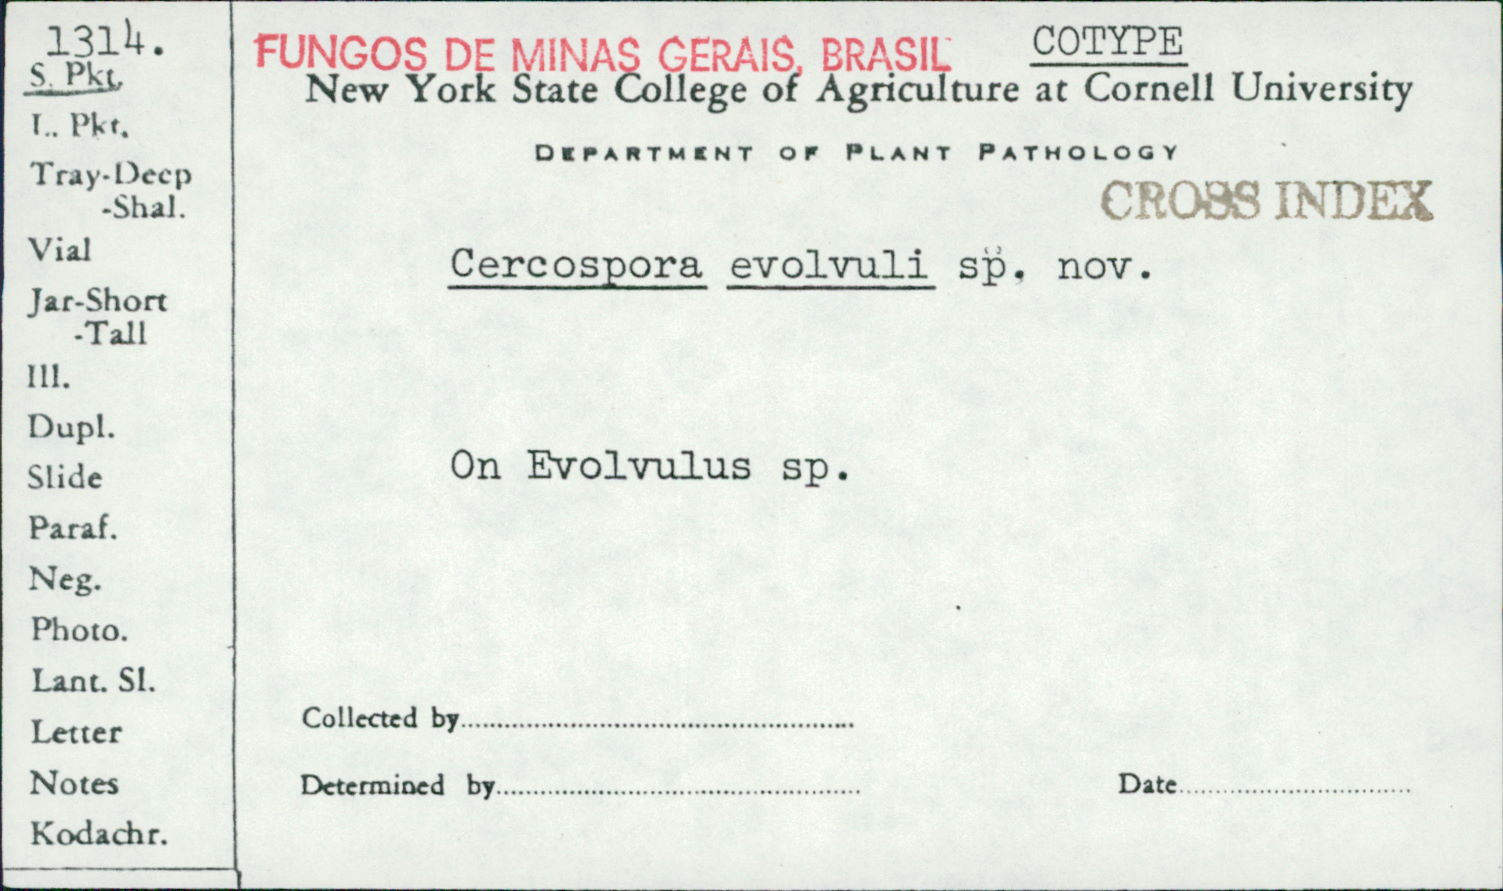 1314.
S. Pkt.
L. Pkt.
Tray-Deep
-Shal.
Vial
Jar-Short
-Tall
Ill.
Dupl.
Slide
Paraf.
Neg.
Photo.
Lant. Sl.
Letter
Notes
Kodachr.
FUNGOS DE MINAS GERAIS, BRASIL
COTYPE
New York State College of Agriculture at Cornell University
DEPARTMENT OF PLANT PATHOLOGY
CROSS INDEX
Cercospora evolvuli sp. nov.
On Evolvulus sp.
Collected by
Determined by
Date